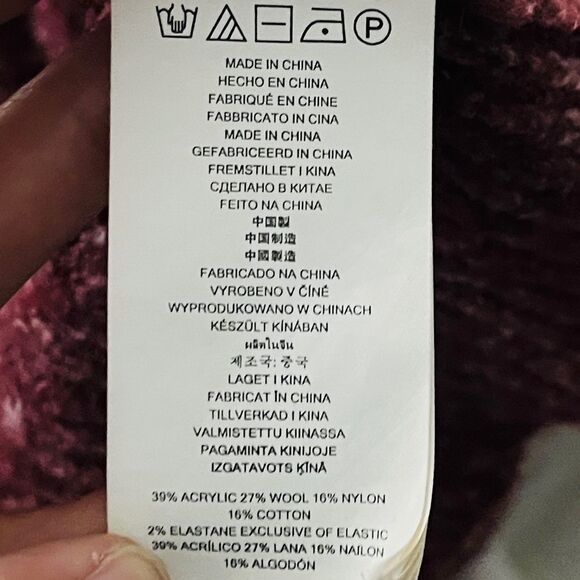 P
MADE IN CHINA
HECHO EN CHINA
FABRIQUÉ EN CHINE
FABBRICATO IN CINA
MADE IN CHINA
GEFABRICEERD IN CHINA
FREMSTILLET I KINA
СДЕЛАНО В КИТАЕ
FEITO NA CHINA
中国製
中国制造
中國製造
FABRICADO NA CHINA
VYROBENO V ČÍNĚ
WYPRODUKOWANO W CHINACH
KÉSZÜLT KÍNÁBAN
ผลิตในจีน
제조국: 중국
LAGET I KINA
FABRICAT ÎN CHINA
TILLVERKAD I KINA
VALMISTETTU KIINASSA
PAGAMINTA KINIJOJE
IZGATAVOTS ĶĪNĀ
39% ACRYLIC 27% WOOL 16% NYLON
16% COTTON
2% ELASTANE EXCLUSIVE OF ELASTIC
39% ACRÍLICO 27% LANA 16% NAILON
16% ALGODÓN